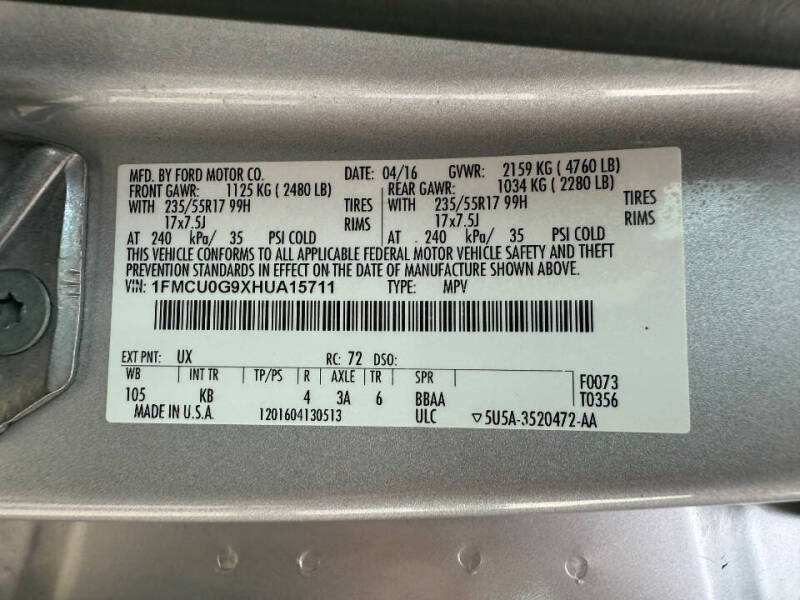 MFD. BY FORD MOTOR CO. DATE: 04/16 GVWR: 2159 KG ( 4760 LB)
FRONT GAWR: 1125 KG ( 2480 LB) REAR GAWR: 1034 KG ( 2280 LB)
WITH 235/55R17 99H TIRES WITH 235/55R17 99H TIRES
17x7.5J RIMS 17x7.5J RIMS
AT 240 kPa/ 35 PSI COLD AT 240 kPa/ 35 PSI COLD
THIS VEHICLE CONFORMS TO ALL APPLICABLE FEDERAL MOTOR VEHICLE SAFETY AND THEFT
PREVENTION STANDARDS IN EFFECT ON THE DATE OF MANUFACTURE SHOWN ABOVE.
VIN: 1FMCU0G9XHUA15711 TYPE: MPV
EXT PNT: UX RC: 72 DSO:
WB INT TR TP/PS R AXLE TR SPR F0073
105 KB 4 3A 6 BBAA T0356
MADE IN U.S.A. 1201604130513 ULC ▽5U5A-3520472-AA